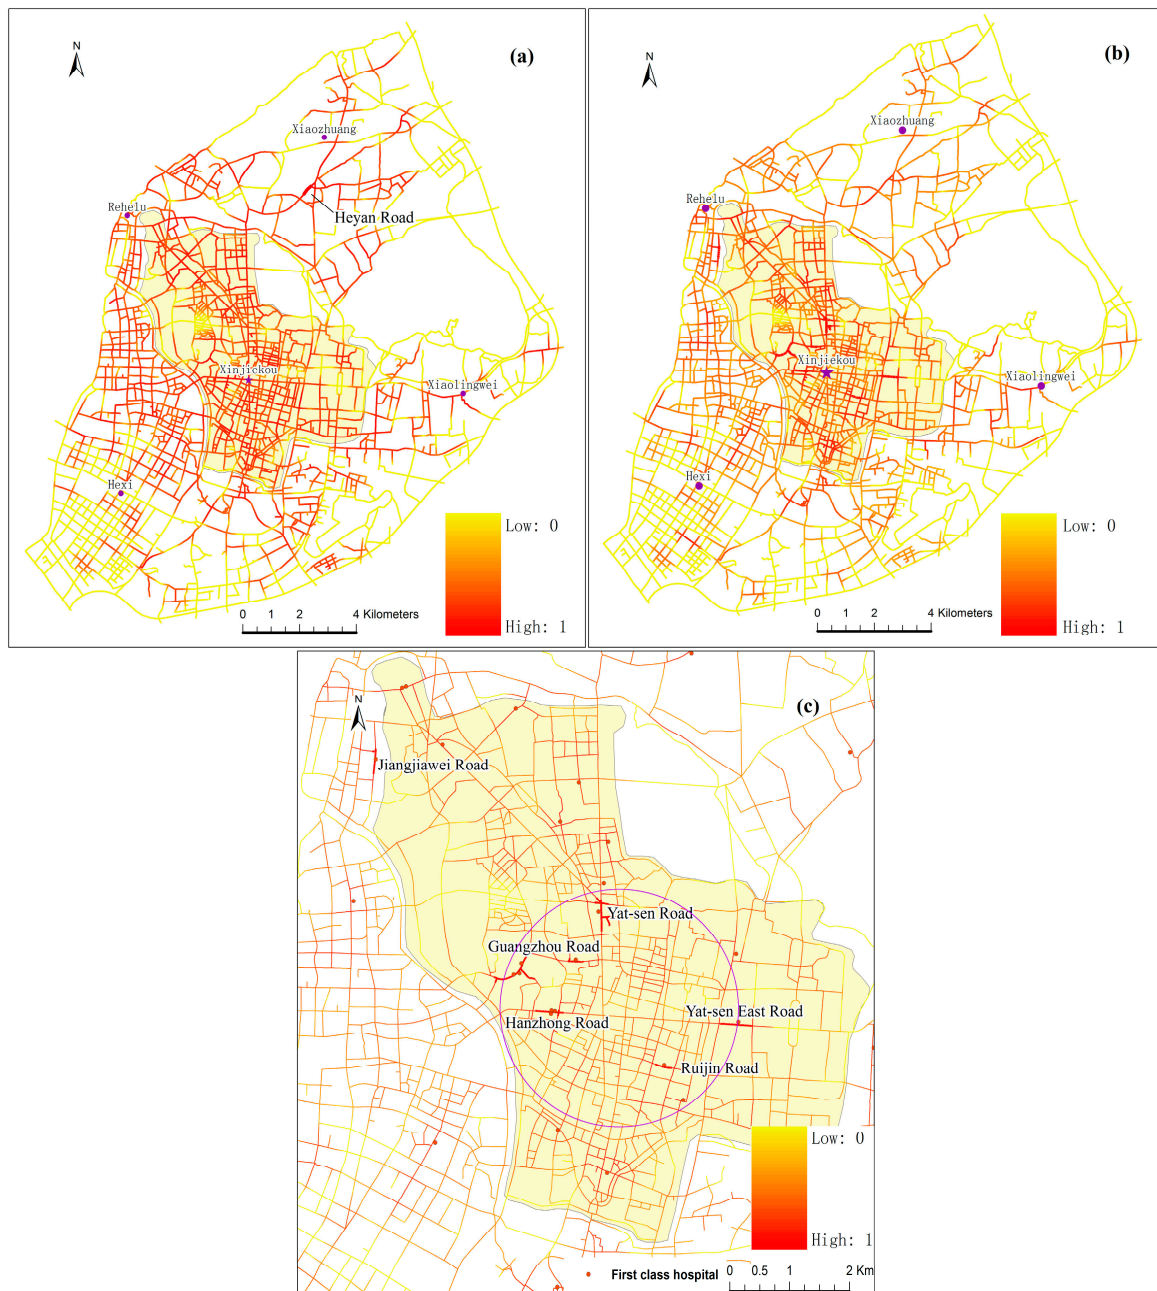 N
(a)
Xiaozhuang
Rehelu
Heyan Road
Xinjickou
Xiaolingwei
Hexi
Low: 0
High: 1
0 1 2 4 Kilometers
N
(b)
Xiaozhuang
Rehelu
Xinjiekou
Xiaolingwei
Hexi
Low: 0
High: 1
0 1 2 4 Kilometers
N
(c)
Jiangjiawei Road
Yat-sen Road
Guangzhou Road
Yat-sen East Road
Hanzhong Road
Ruijin Road
Low: 0
High: 1
First class hospital
0 0.5 1 2 Km